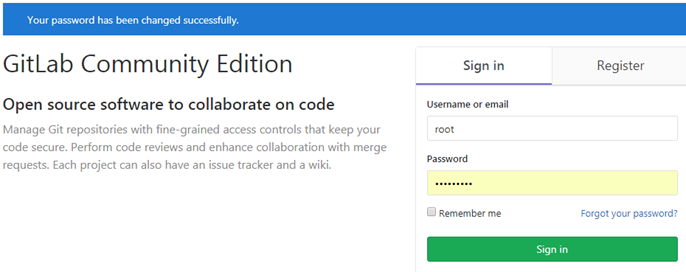 Your password has been changed successfully.
GitLab Community Edition
Open source software to collaborate on code
Manage Git repositories with fine-grained access controls that keep your
code secure. Perform code reviews and enhance collaboration with merge
requests. Each project can also have an issue tracker and a wiki.
Sign in Register
Username or email
root
Password
•••••••••
Remember me Forgot your password?
Sign in